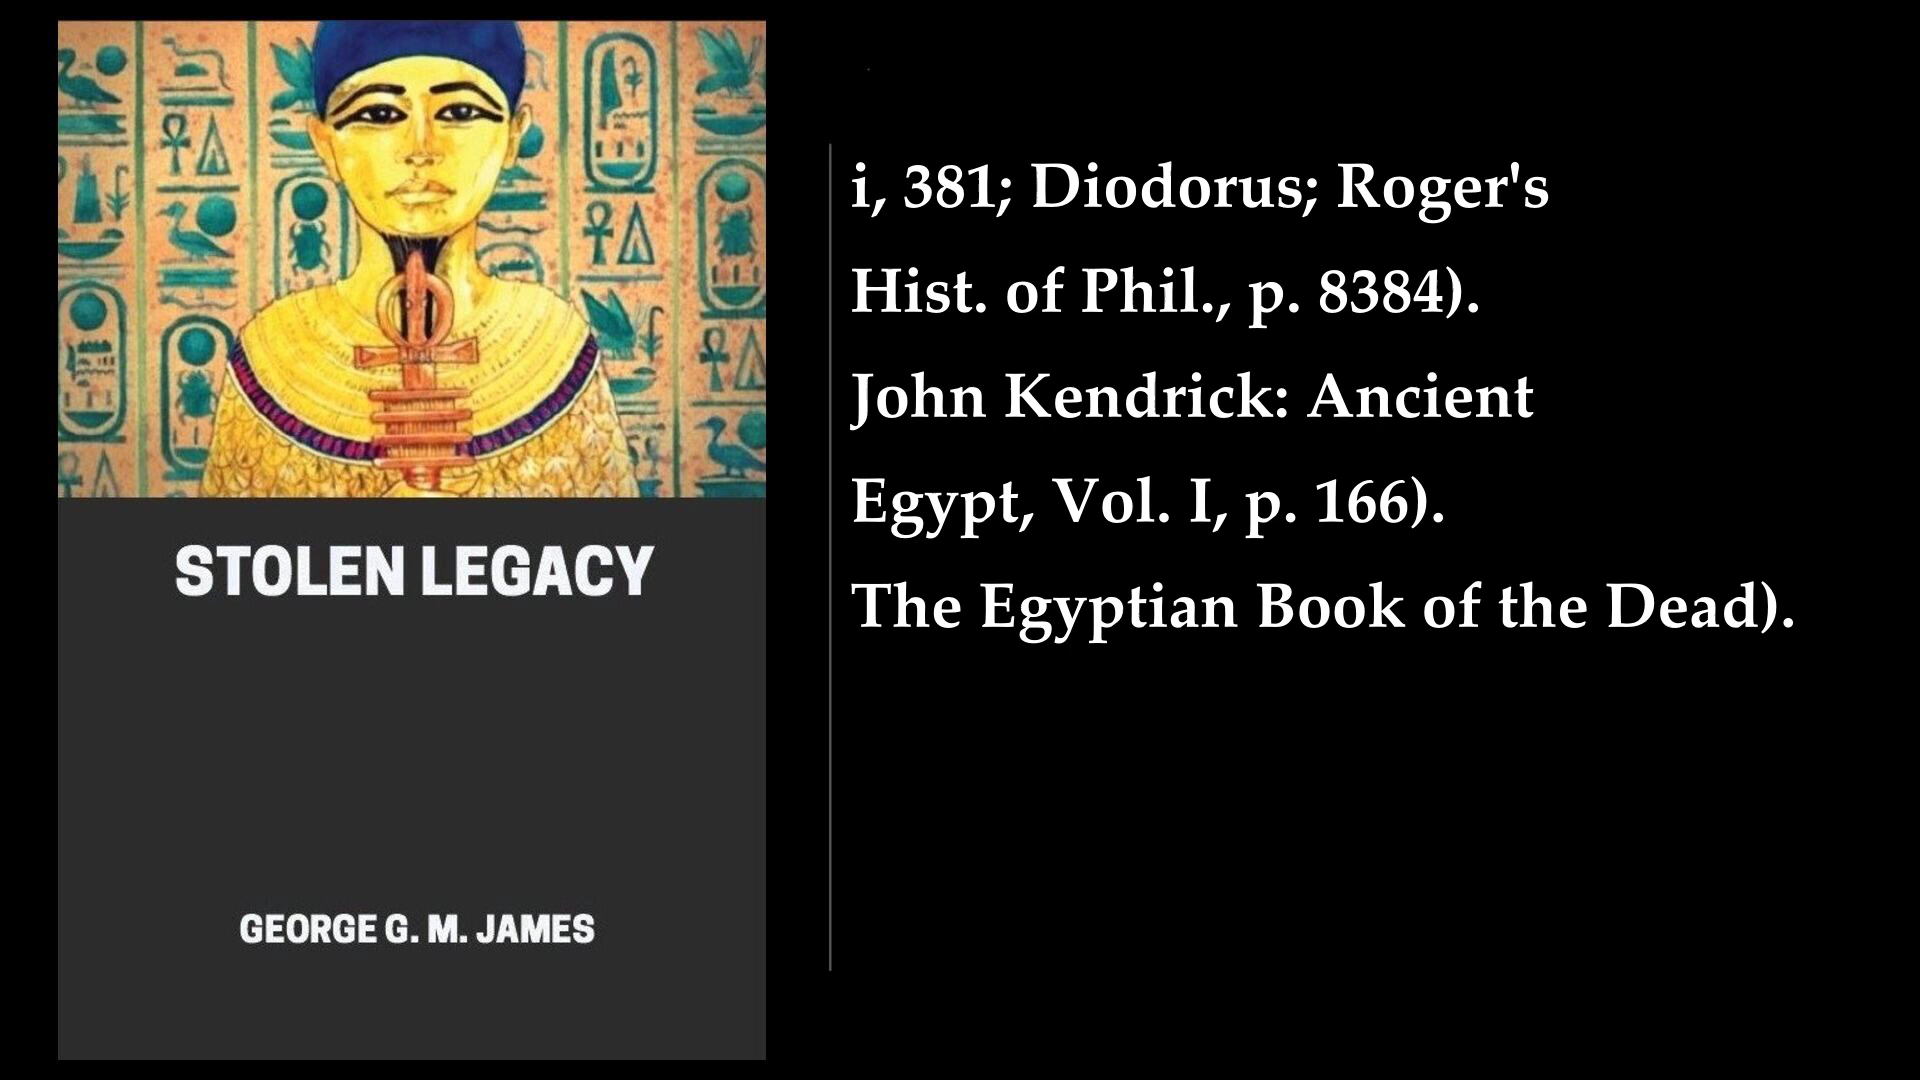 STOLEN LEGACY
GEORGE G. M. JAMES
i, 381; Diodorus; Roger's
Hist. of Phil., p. 8384).
John Kendrick: Ancient
Egypt, Vol. I, p. 166).
The Egyptian Book of the Dead).